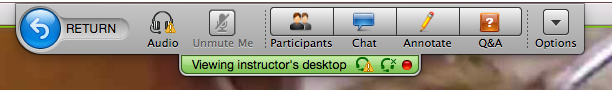 RETURN
Audio
Unmute Me
Participants
Chat
Annotate
Q&A
Options
Viewing instructor's desktop